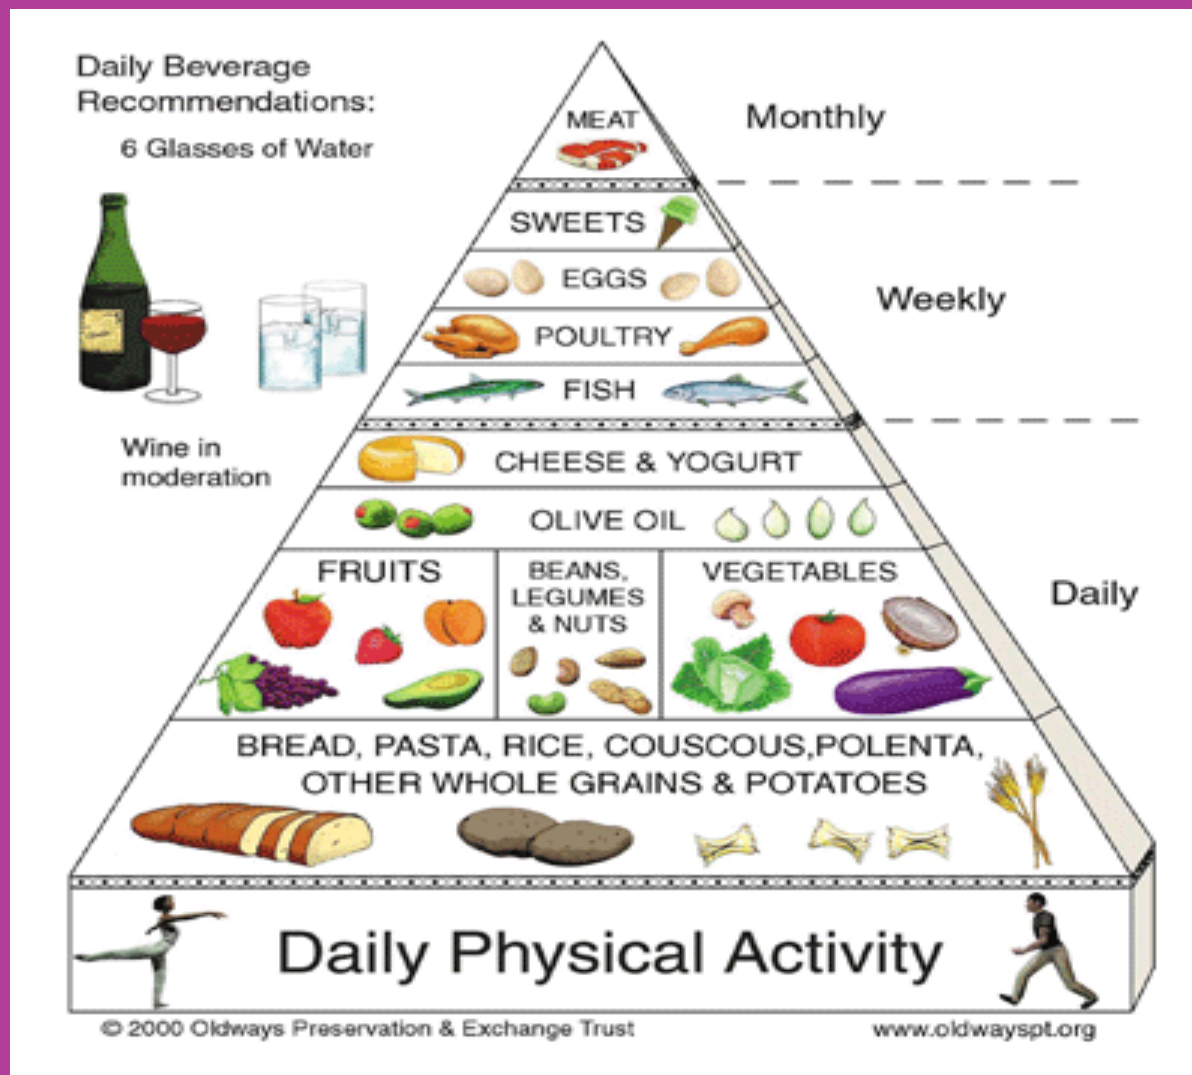 Daily Beverage
Recommendations:
6 Glasses of Water
Wine in
moderation
MEAT
Monthly
SWEETS
EGGS
Weekly
POULTRY
FISH
CHEESE & YOGURT
OLIVE OIL
FRUITS
BEANS,
LEGUMES
& NUTS
VEGETABLES
Daily
BREAD, PASTA, RICE, COUSCOUS,POLENTA,
OTHER WHOLE GRAINS & POTATOES
Daily Physical Activity
© 2000 Oldways Preservation & Exchange Trust
www.oldwayspt.org